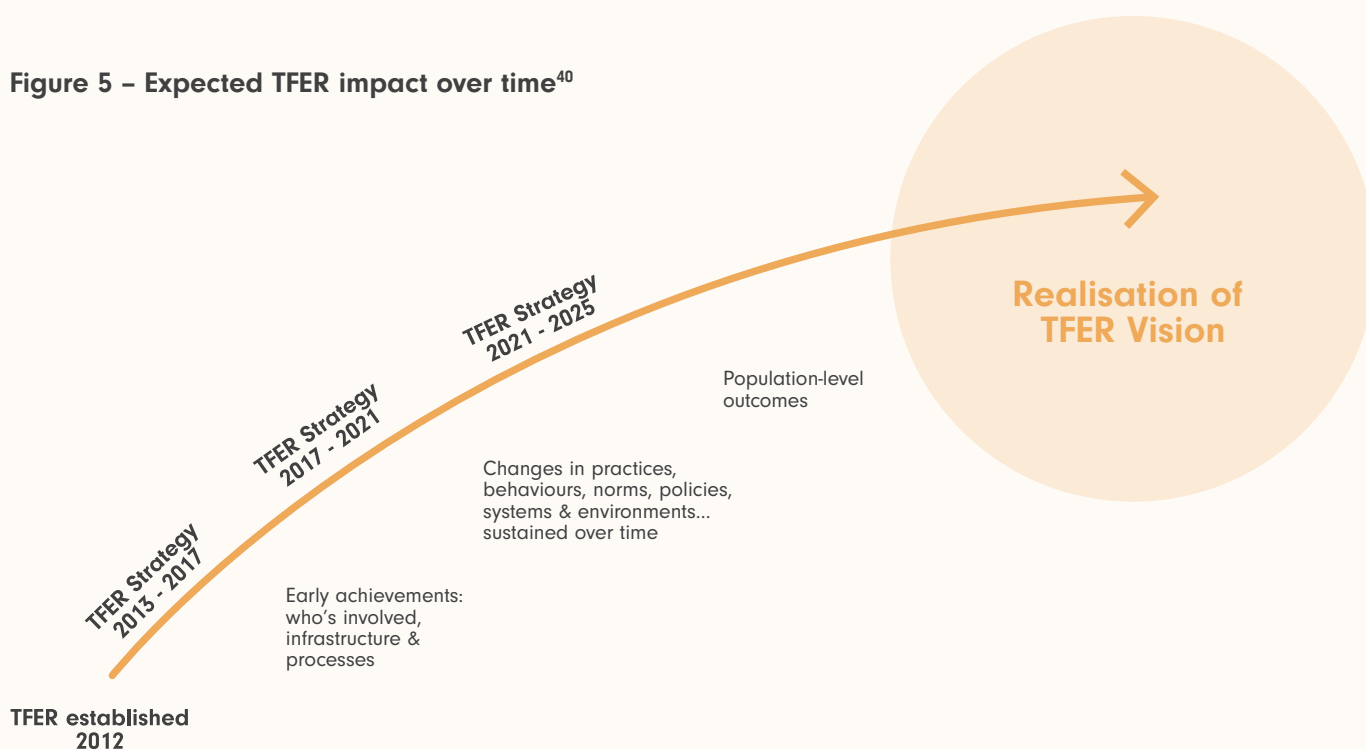 Figure 5 – Expected TFER impact over time⁴⁰
Realisation of
TFER Vision
TFER Strategy
2021 - 2025
Population-level
outcomes
TFER Strategy
2017 - 2021
Changes in practices,
behaviours, norms, policies,
systems & environments...
sustained over time
TFER Strategy
2013 - 2017
Early achievements:
who's involved,
infrastructure &
processes
TFER established
2012